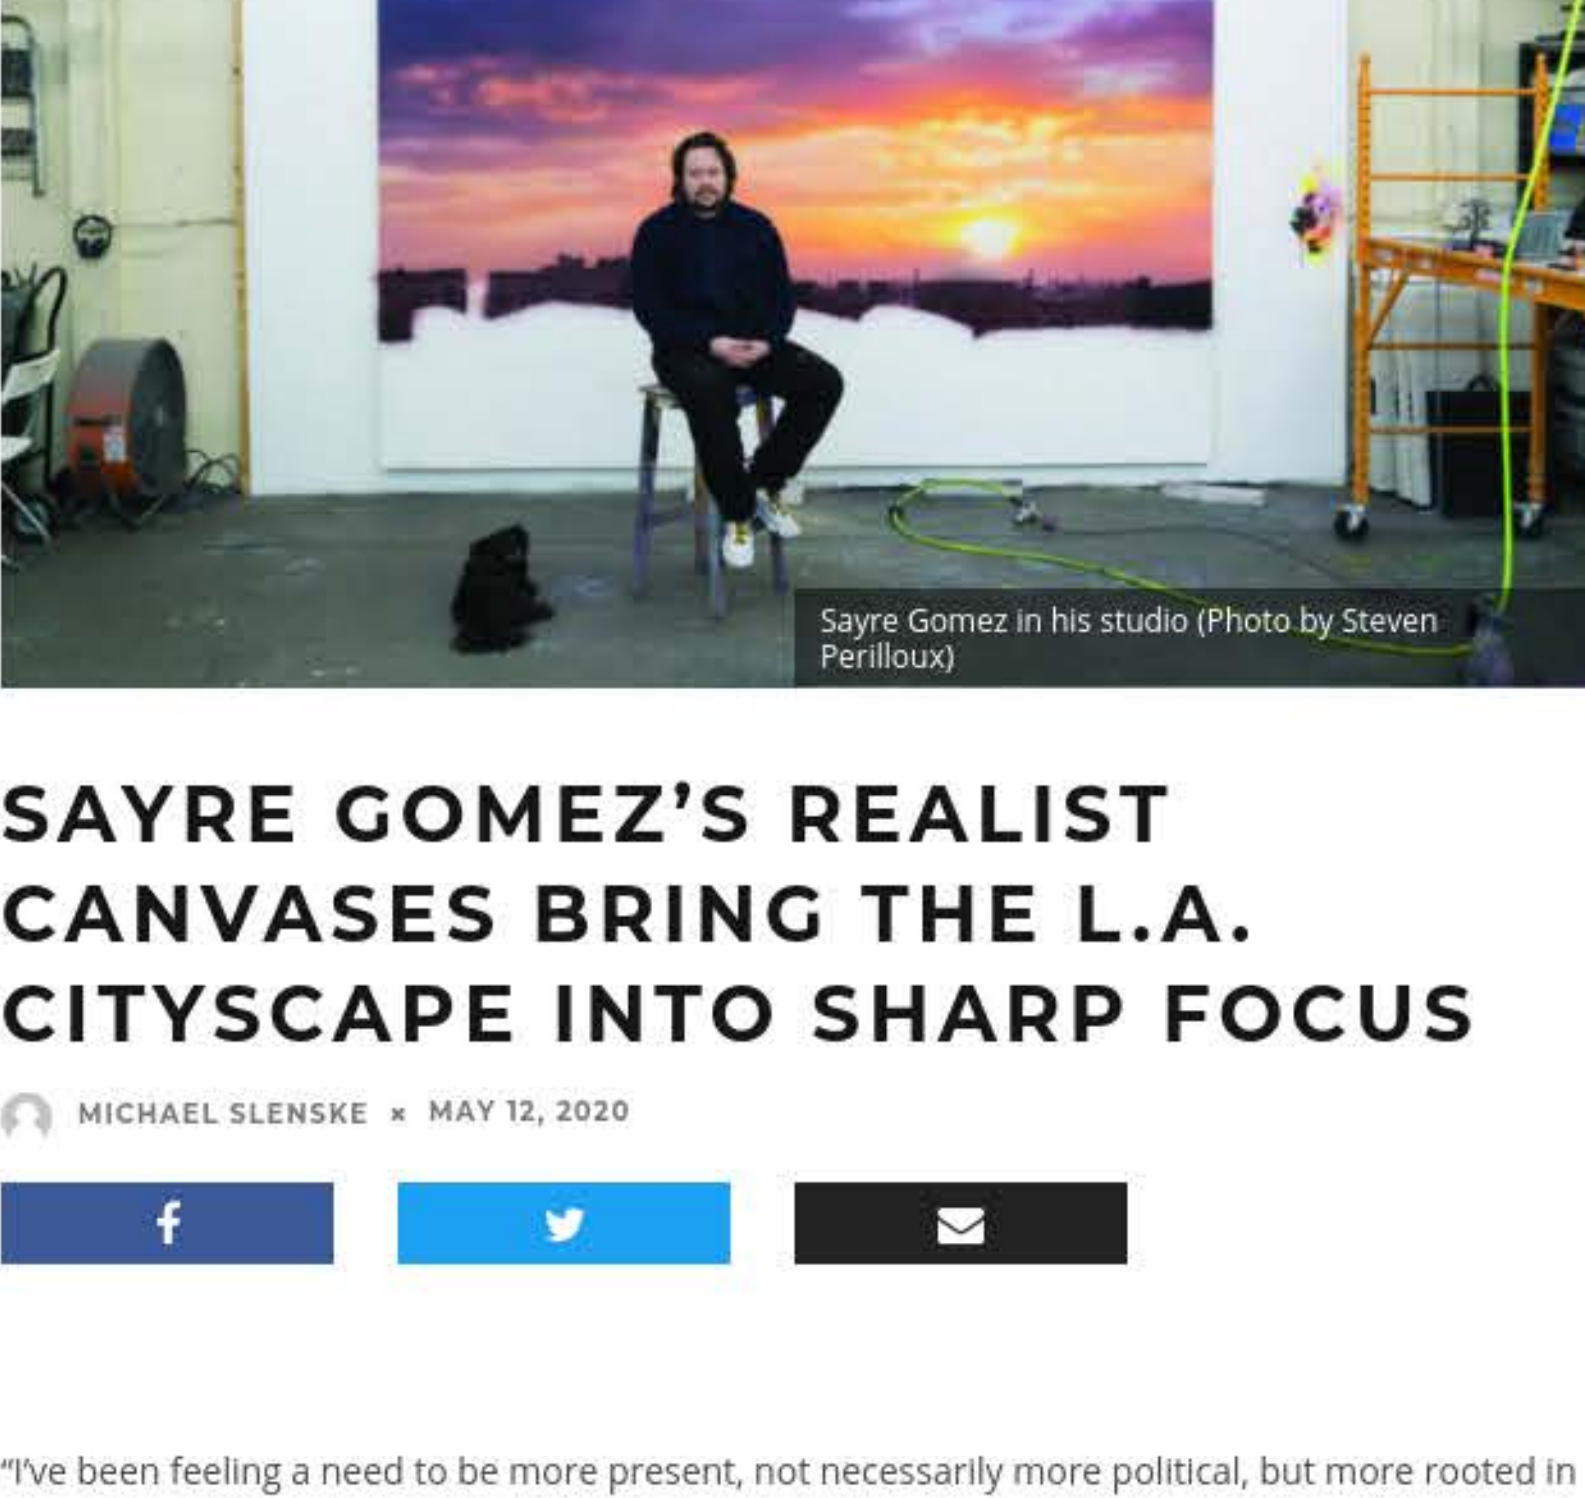 Sayre Gomez in his studio (Photo by Steven
Perilloux)
SAYRE GOMEZ’S REALIST
CANVASES BRING THE L.A.
CITYSCAPE INTO SHARP FOCUS
MICHAEL SLENSKE × MAY 12, 2020
“I’ve been feeling a need to be more present, not necessarily more political, but more rooted in